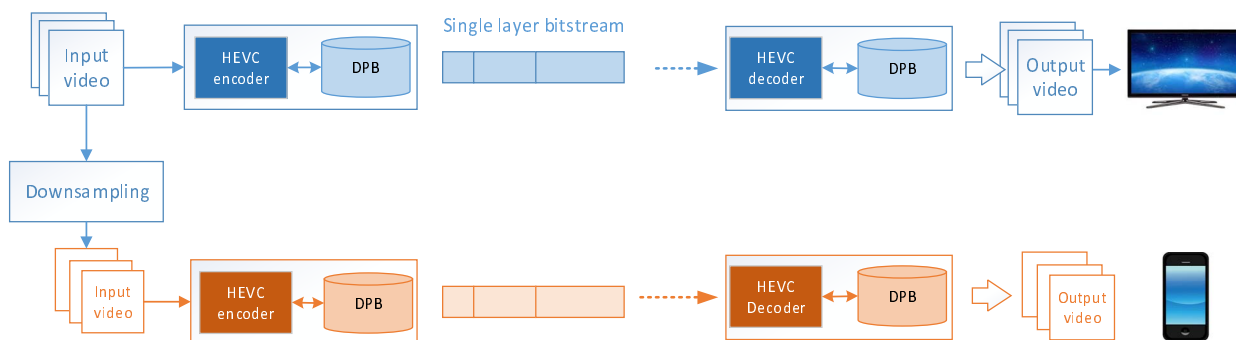 Input
video
HEVC
encoder
DPB
Single layer bitstream
HEVC
decoder
DPB
Output
video
Downsampling
Input
video
HEVC
encoder
DPB
HEVC
Decoder
DPB
Output
video